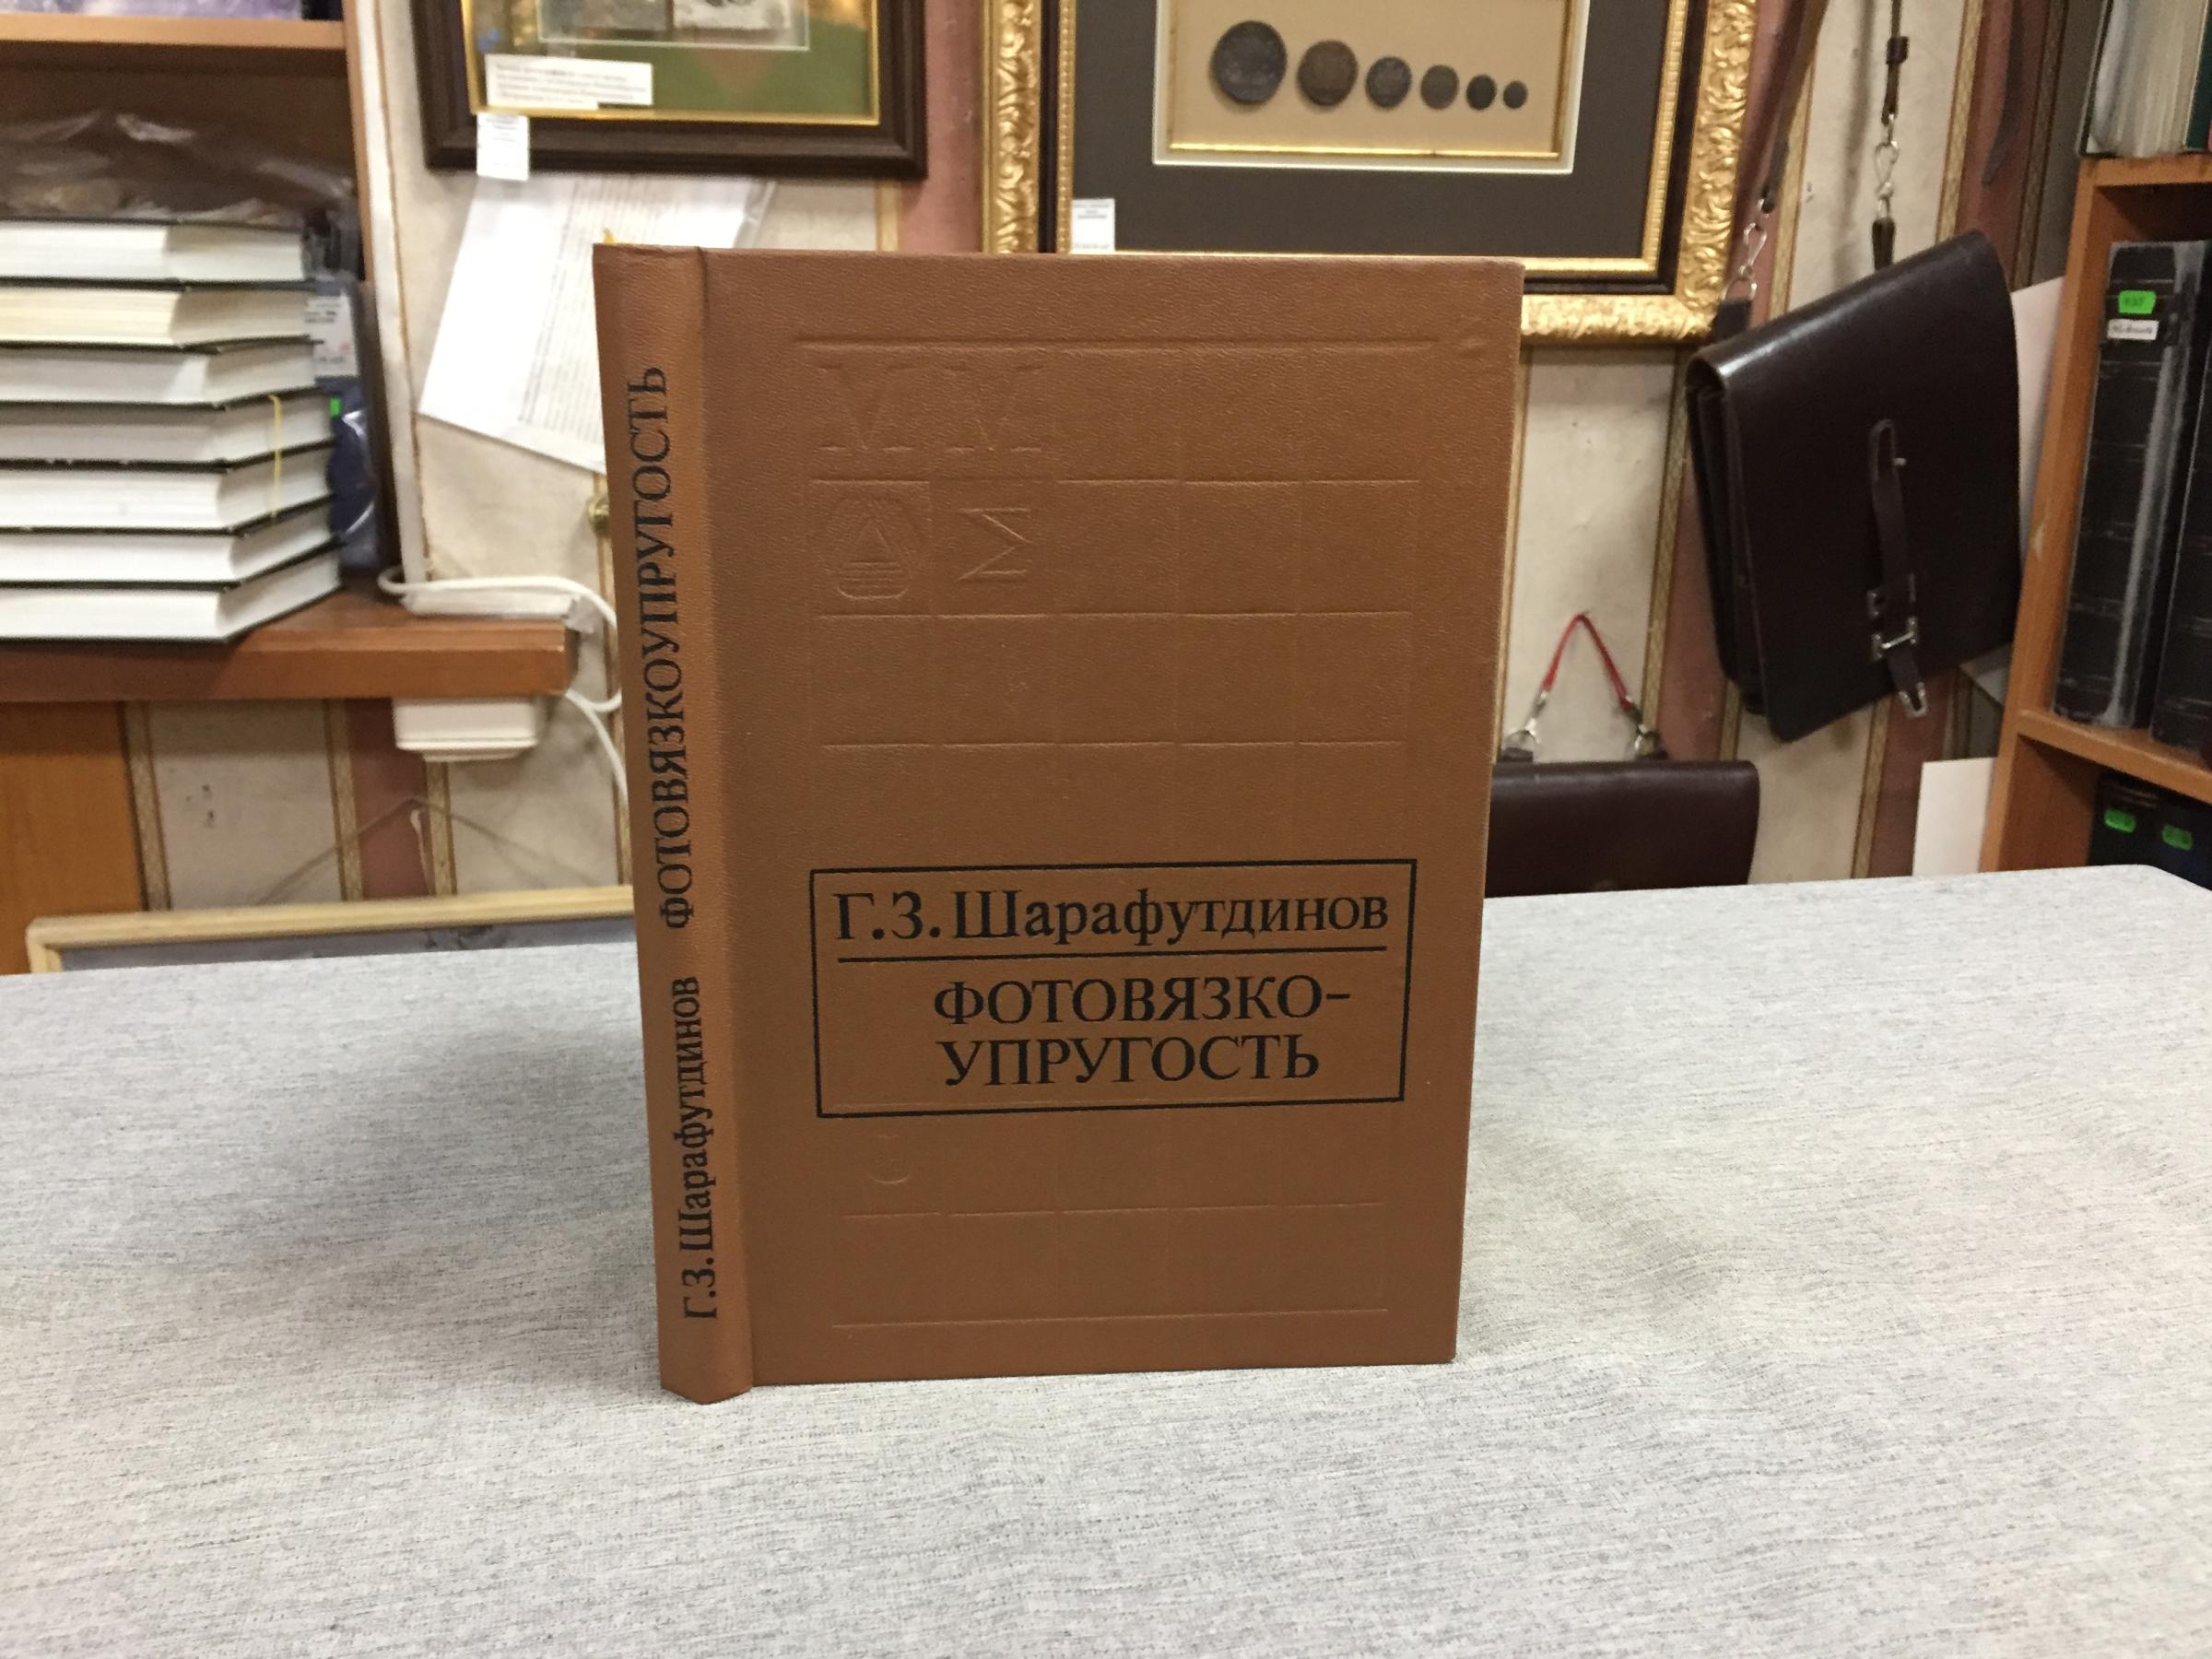 Г.З.Шарафутдинов ФОТОВЯЗКОУПРУГОСТЬ
Г.З.Шарафутдинов
ФОТОВЯЗКО-
УПРУГОСТЬ